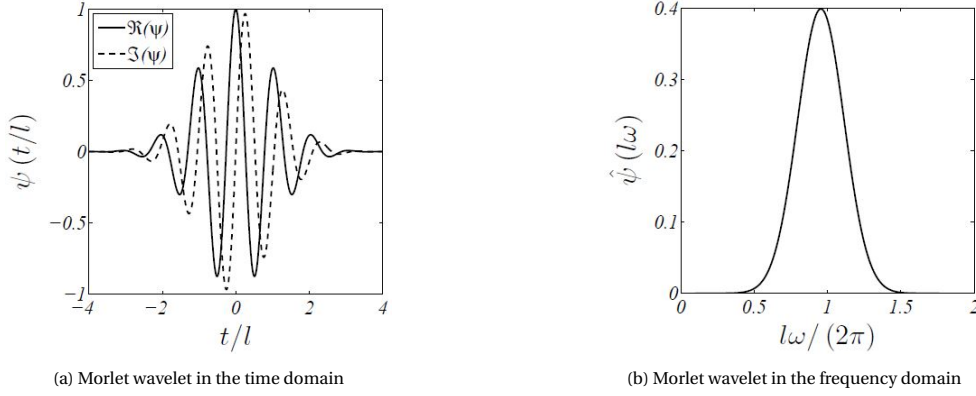 1
ℜ(ψ)
ℑ(ψ)
0.5
0
−0.5
−1
ψ (t/l)
−4 −2 0 2 4
t/l
(a) Morlet wavelet in the time domain
0.4
0.3
0.2
0.1
0
ψ̂ (lω)
0 0.5 1 1.5 2
lω/ (2π)
(b) Morlet wavelet in the frequency domain